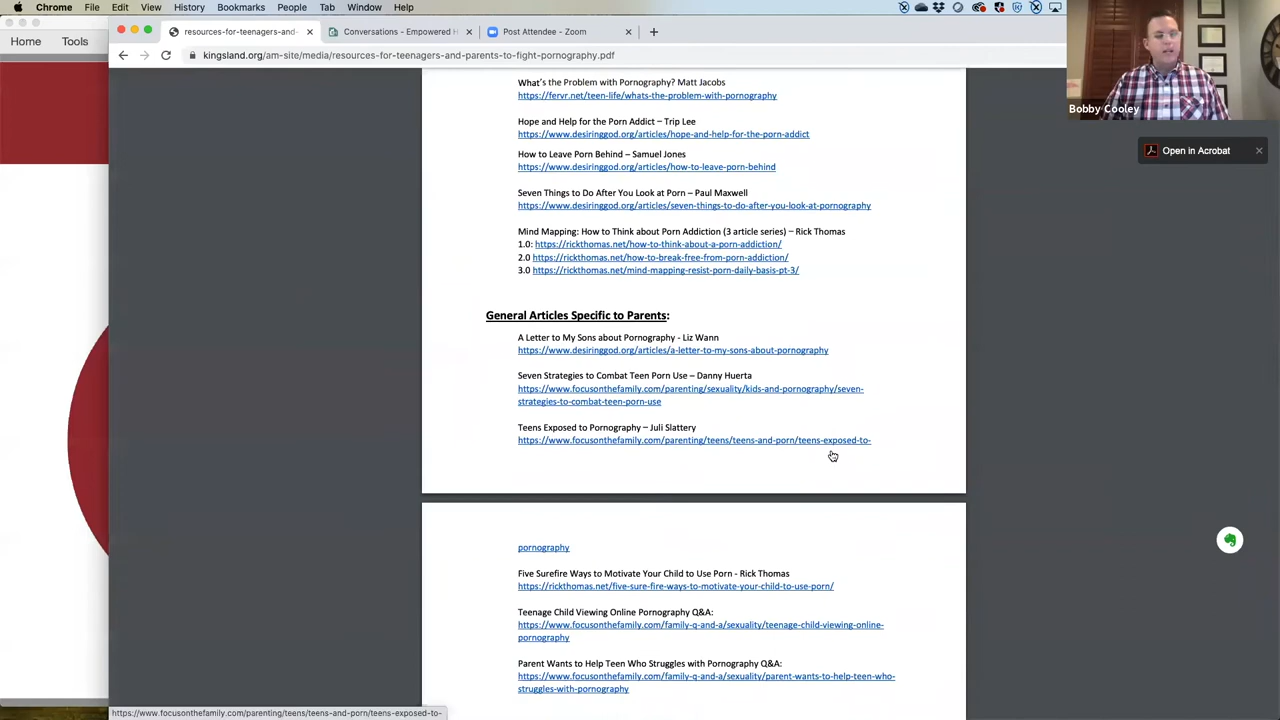 Chrome File Edit View History Bookmarks People Tab Window Help
resources-for-teenagers-and- Conversations - Empowered H Post Attendee - Zoom
kingsland.org/am-site/media/resources-for-teenagers-and-parents-to-fight-pornography.pdf
Home Tools
Bobby Cooley
Open in Acrobat
What's the Problem with Pornography? Matt Jacobs
https://fervr.net/teen-life/whats-the-problem-with-pornography
Hope and Help for the Porn Addict – Trip Lee
https://www.desiringgod.org/articles/hope-and-help-for-the-porn-addict
How to Leave Porn Behind – Samuel Jones
https://www.desiringgod.org/articles/how-to-leave-porn-behind
Seven Things to Do After You Look at Porn – Paul Maxwell
https://www.desiringgod.org/articles/seven-things-to-do-after-you-look-at-pornography
Mind Mapping: How to Think about Porn Addiction (3 article series) – Rick Thomas
1.0: https://rickthomas.net/how-to-think-about-a-porn-addiction/
2.0 https://rickthomas.net/how-to-break-free-from-porn-addiction/
3.0 https://rickthomas.net/mind-mapping-resist-porn-daily-basis-pt-3/
General Articles Specific to Parents:
A Letter to My Sons about Pornography - Liz Wann
https://www.desiringgod.org/articles/a-letter-to-my-sons-about-pornography
Seven Strategies to Combat Teen Porn Use – Danny Huerta
https://www.focusonthefamily.com/parenting/sexuality/kids-and-pornography/seven-
strategies-to-combat-teen-porn-use
Teens Exposed to Pornography – Juli Slattery
https://www.focusonthefamily.com/parenting/teens/teens-and-porn/teens-exposed-to-
pornography
Five Surefire Ways to Motivate Your Child to Use Porn - Rick Thomas
https://rickthomas.net/five-sure-fire-ways-to-motivate-your-child-to-use-porn/
Teenage Child Viewing Online Pornography Q&A:
https://www.focusonthefamily.com/family-q-and-a/sexuality/teenage-child-viewing-online-
pornography
Parent Wants to Help Teen Who Struggles with Pornography Q&A:
https://www.focusonthefamily.com/family-q-and-a/sexuality/parent-wants-to-help-teen-who-
struggles-with-pornography
https://www.focusonthefamily.com/parenting/teens/teens-and-porn/teens-exposed-to-